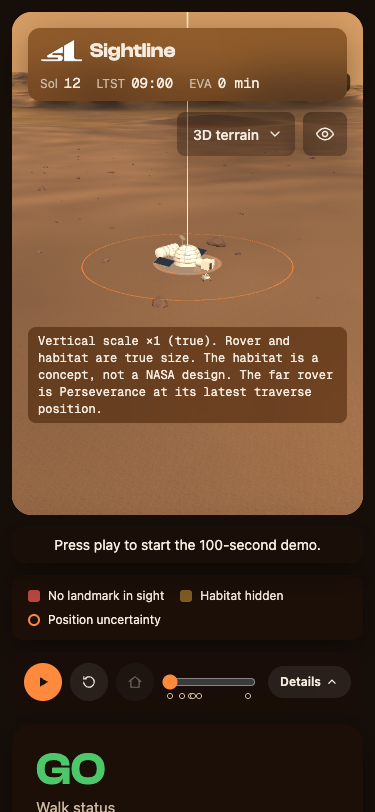 Sightline
Sol 12 LTST 09:00 EVA 0 min
3D terrain
Vertical scale ×1 (true). Rover and
habitat are true size. The habitat is a
concept, not a NASA design. The far rover
is Perseverance at its latest traverse
position.
Press play to start the 100-second demo.
No landmark in sight Habitat hidden
Position uncertainty
Details
GO
Walk status